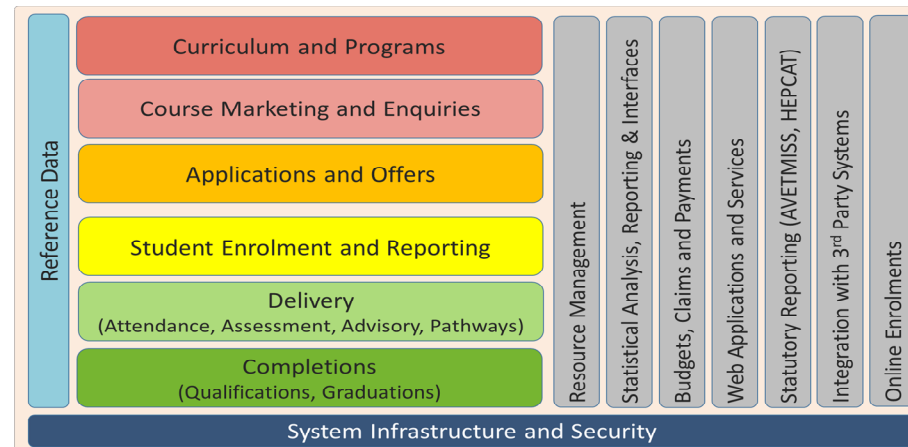 Reference Data
Curriculum and Programs
Course Marketing and Enquiries
Applications and Offers
Student Enrolment and Reporting
Delivery
(Attendance, Assessment, Advisory, Pathways)
Completions
(Qualifications, Graduations)
Resource Management
Statistical Analysis, Reporting & Interfaces
Budgets, Claims and Payments
Web Applications and Services
Statutory Reporting (AVETMISS, HEPCAT)
Integration with 3rd Party Systems
Online Enrolments
System Infrastructure and Security